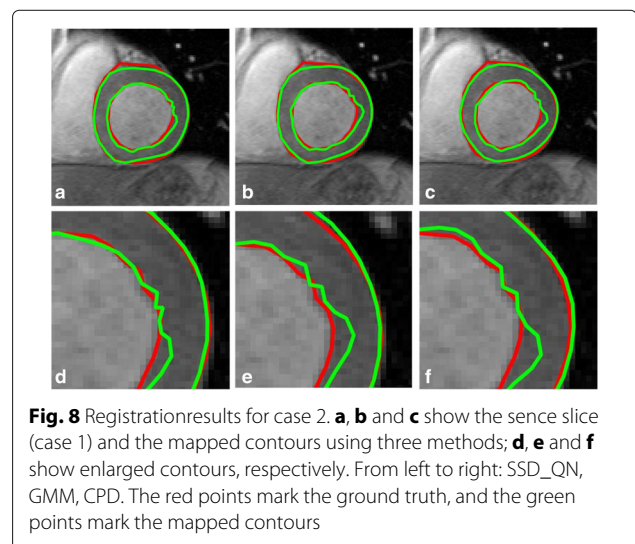 a
b
c
d
e
f
Fig. 8 Registrationresults for case 2. a, b and c show the sence slice
(case 1) and the mapped contours using three methods; d, e and f
show enlarged contours, respectively. From left to right: SSD_QN,
GMM, CPD. The red points mark the ground truth, and the green
points mark the mapped contours